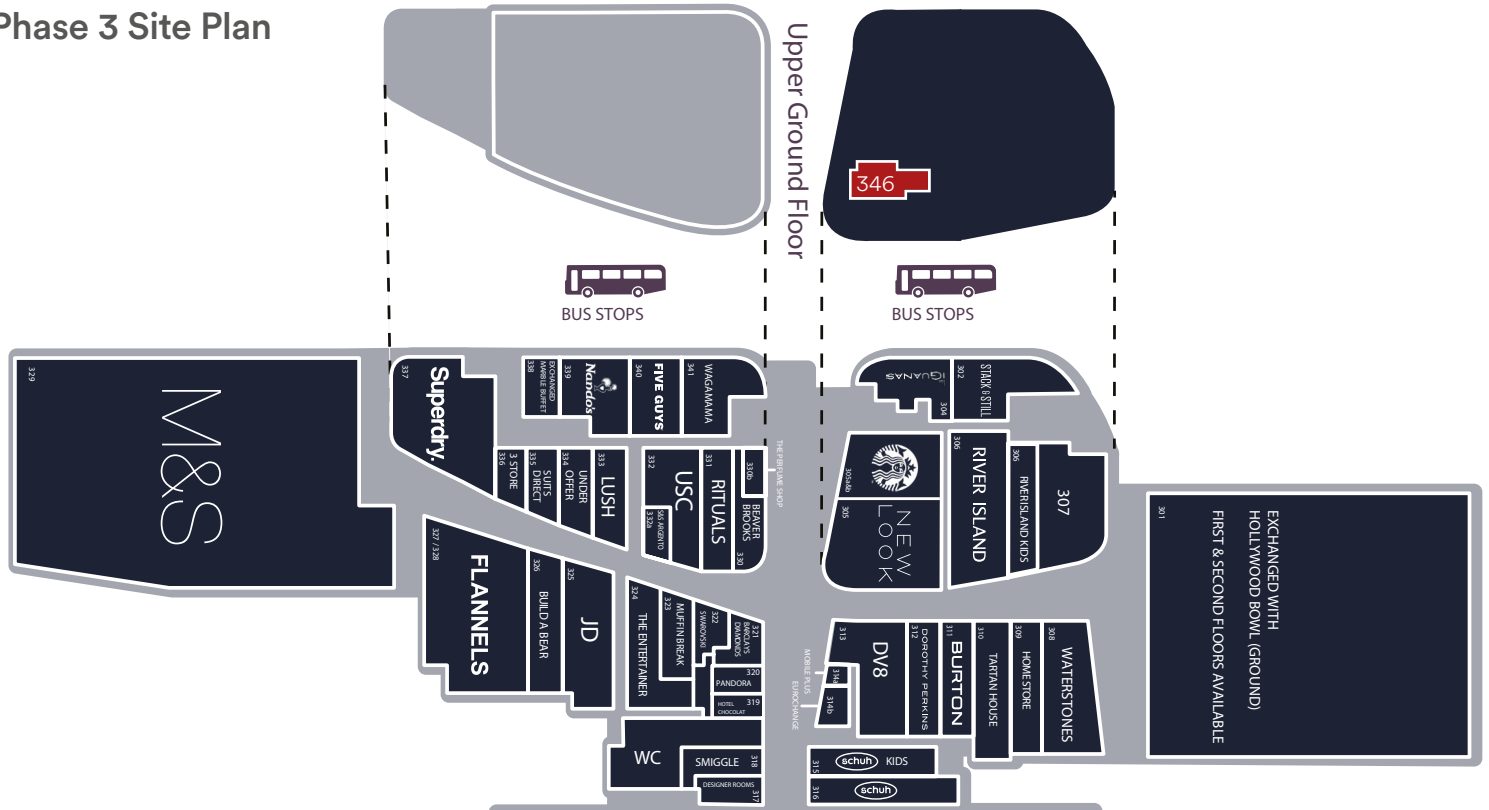 Phase 3 Site Plan
Upper Ground Floor
346
BUS STOPS
BUS STOPS
329
M&S
337
Superdry.
338
EXCHANGED
MARBLE BUFFET
339
Nando's
340
FIVE GUYS
341
WAGAMAMA
IGUANAS
304
302
STACK & STILL
336
3 STORE
335
SUITS
DIRECT
334
UNDER
OFFER
333
LUSH
332
USC
332a
S&S ARGENTO
331
RITUALS
330b
THE PERFUME SHOP
BEAVER
BROOKS
330
305a&b
305
NEW
LOOK
306
RIVER ISLAND
306
RIVER ISLAND KIDS
307
301
EXCHANGED WITH
HOLLYWOOD BOWL (GROUND)
FIRST & SECOND FLOORS AVAILABLE
327 / 328
FLANNELS
326
BUILD A BEAR
325
JD
324
THE ENTERTAINER
323
MUFFIN BREAK
322
SWAROVSKI
321
BARCLAYS
DIAMONDS
320
PANDORA
319
HOTEL
CHOCOLAT
313
DV8
314a
314b
MOBILE PLUS
EUROCHANGE
312
DOROTHY PERKINS
311
BURTON
310
TARTAN HOUSE
309
HOME STORE
308
WATERSTONES
WC
SMIGGLE
318
DESIGNER ROOMS
317
315
schuh KIDS
316
schuh